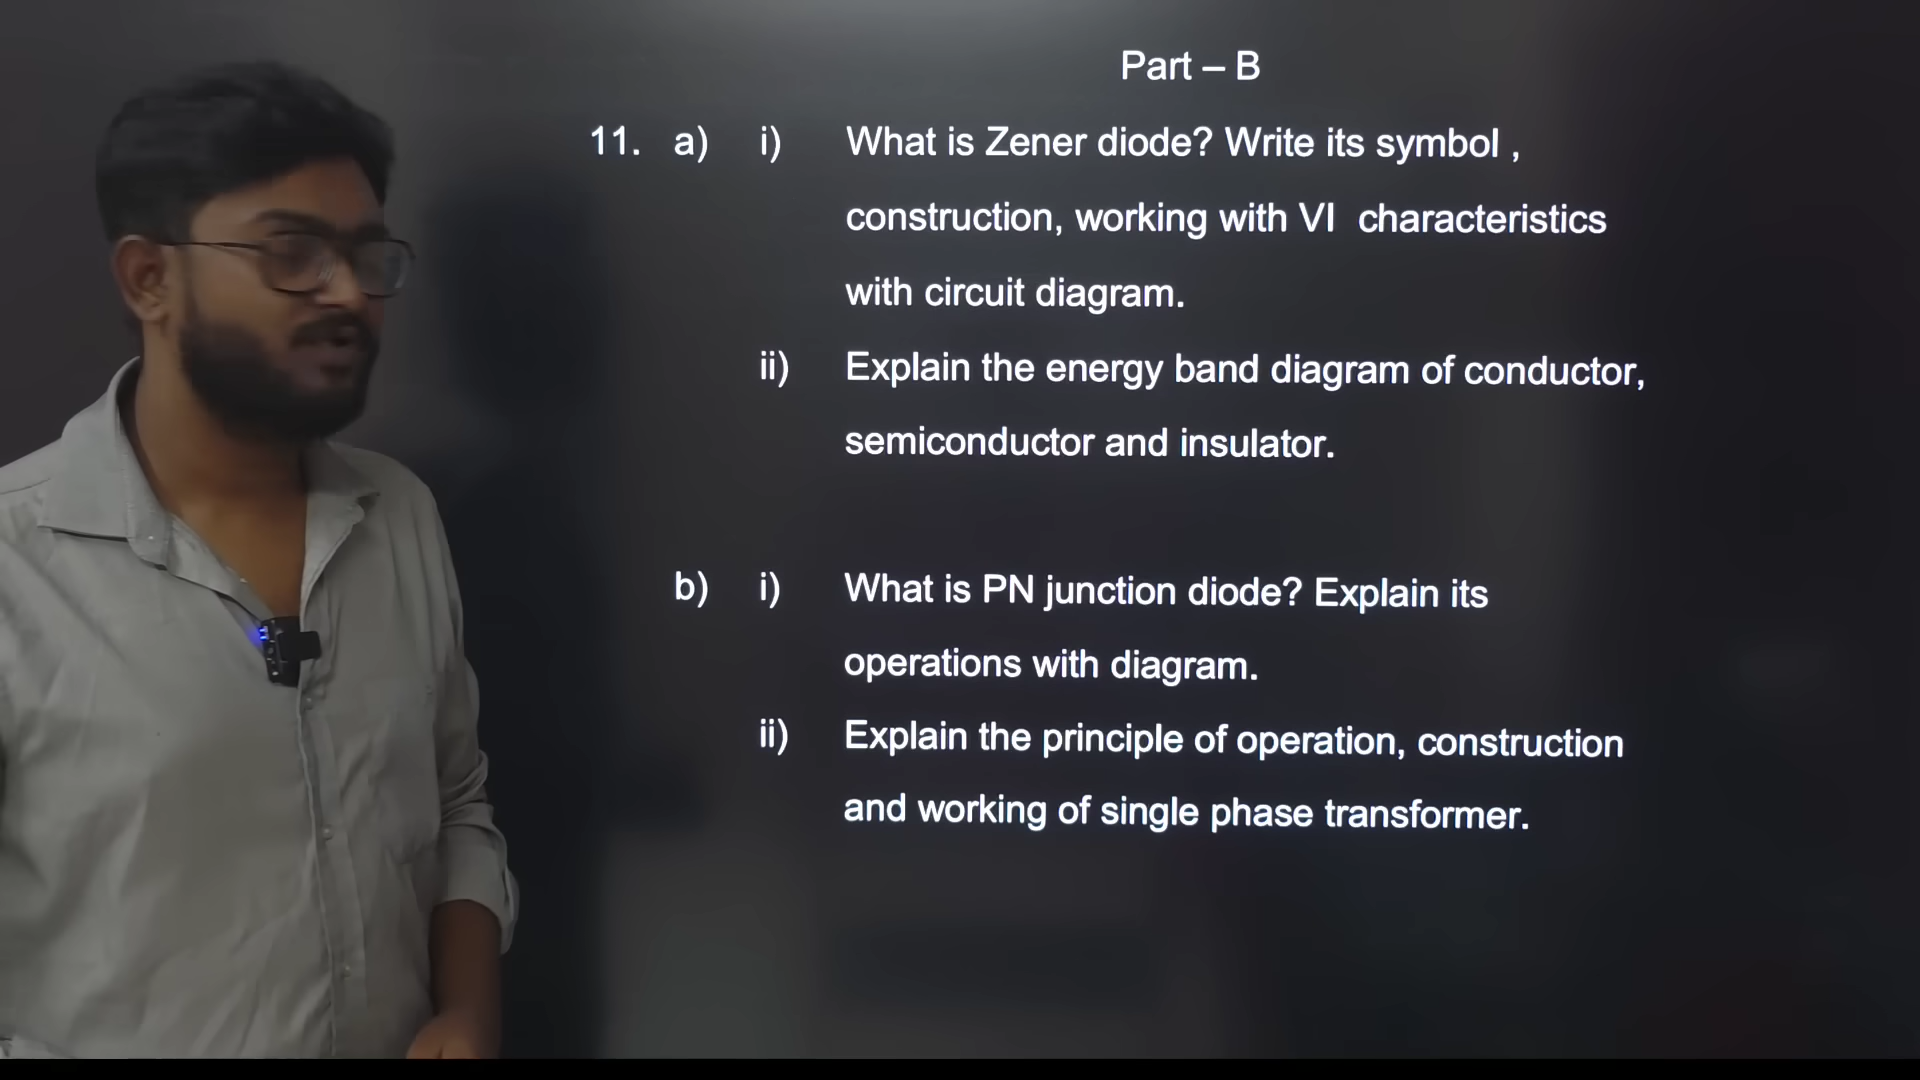 Part – B
11. a) i) What is Zener diode? Write its symbol ,
construction, working with VI characteristics
with circuit diagram.
ii) Explain the energy band diagram of conductor,
semiconductor and insulator.
b) i) What is PN junction diode? Explain its
operations with diagram.
ii) Explain the principle of operation, construction
and working of single phase transformer.